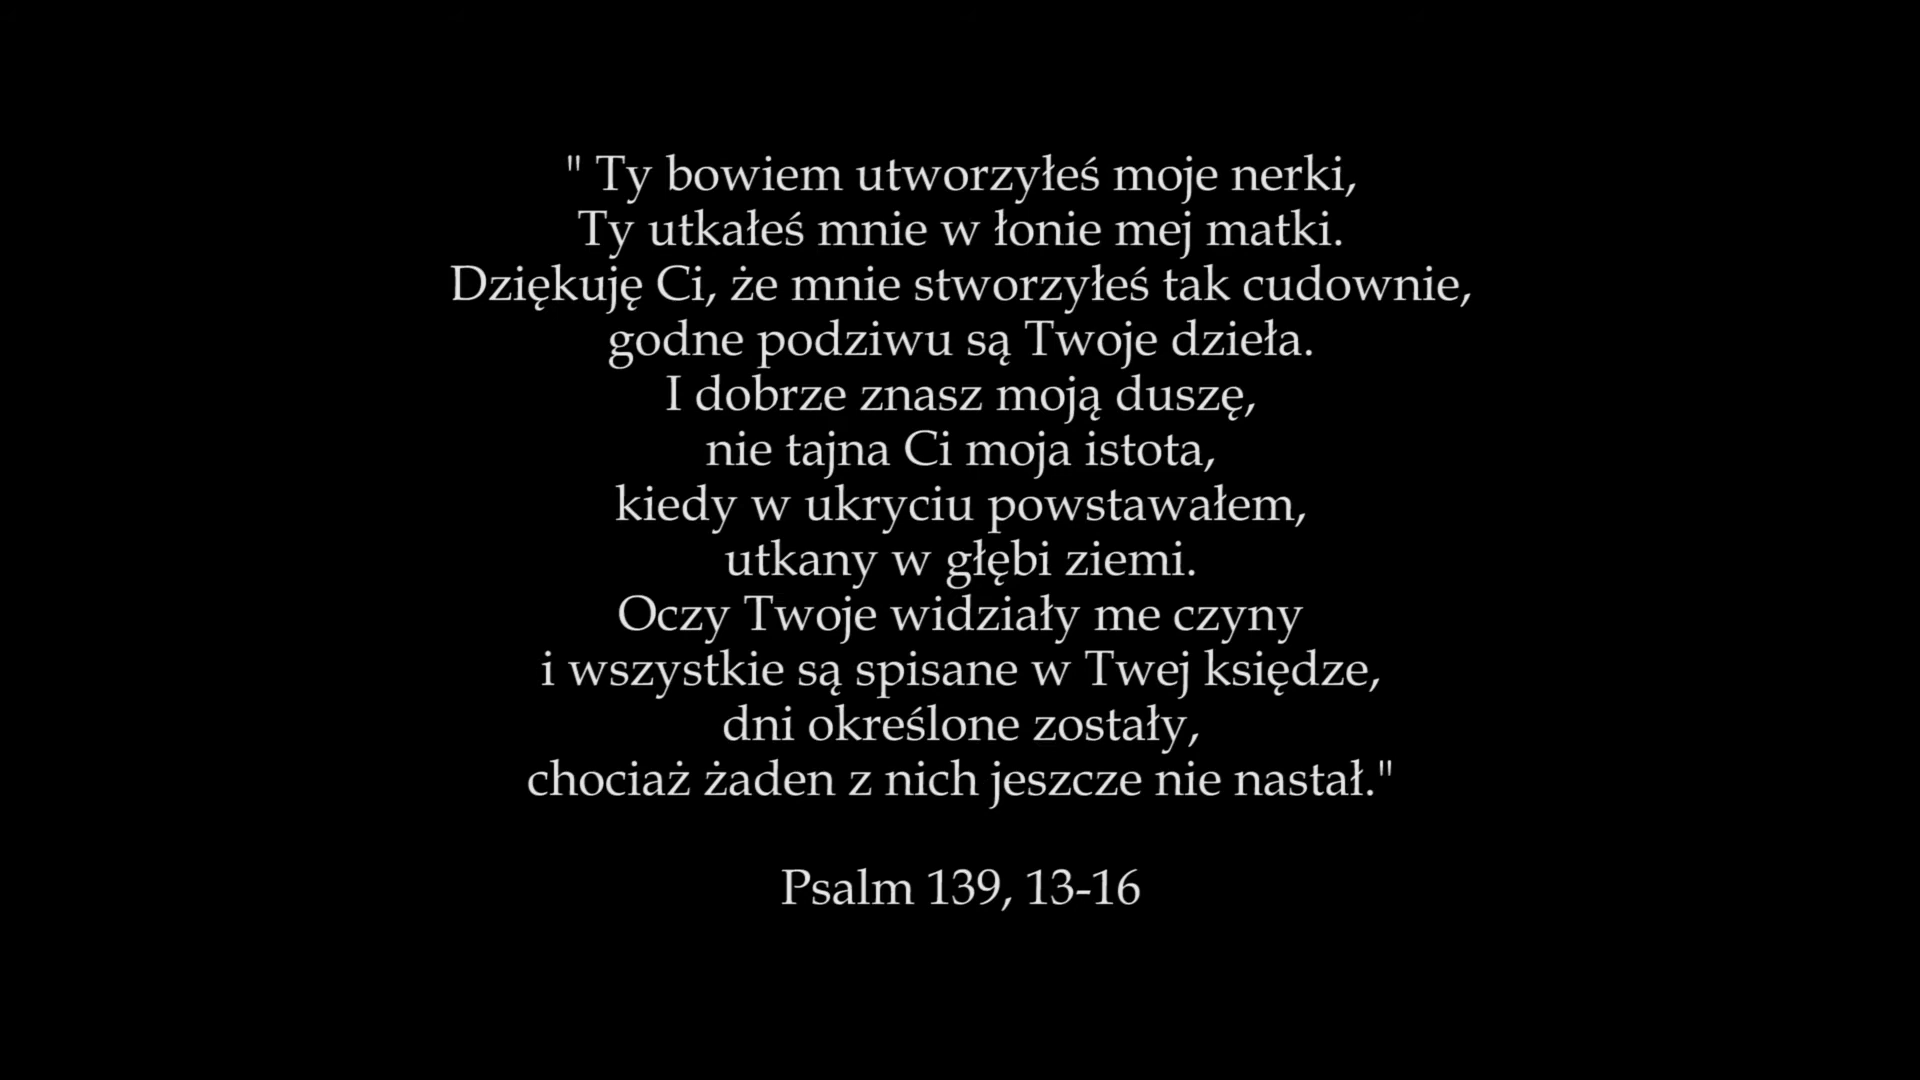 " Ty bowiem utworzyłeś moje nerki,
Ty utkałeś mnie w łonie mej matki.
Dziękuję Ci, że mnie stworzyłeś tak cudownie,
godne podziwu są Twoje dzieła.
I dobrze znasz moją duszę,
nie tajna Ci moja istota,
kiedy w ukryciu powstawałem,
utkany w głębi ziemi.
Oczy Twoje widziały me czyny
i wszystkie są spisane w Twej księdze,
dni określone zostały,
chociaż żaden z nich jeszcze nie nastał."
Psalm 139, 13-16